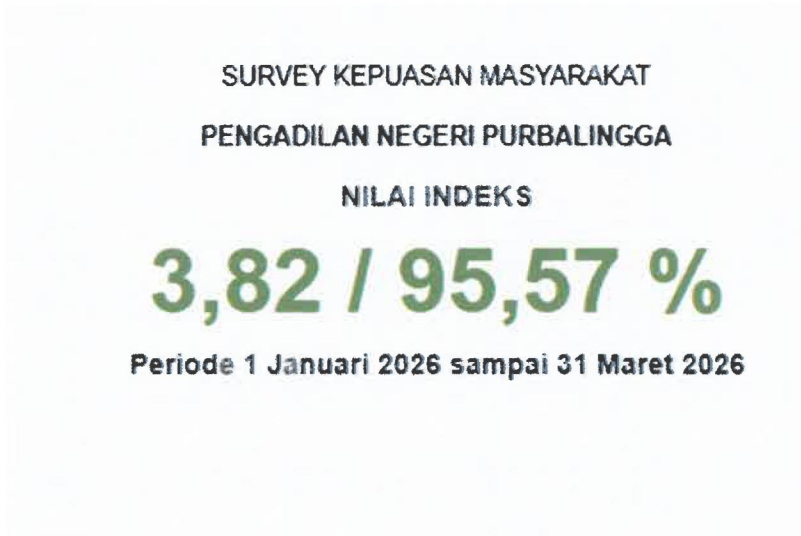 SURVEY KEPUASAN MASYARAKAT
PENGADILAN NEGERI PURBALINGGA
NILAI INDEKS
3,82 / 95,57 %
Periode 1 Januari 2026 sampai 31 Maret 2026